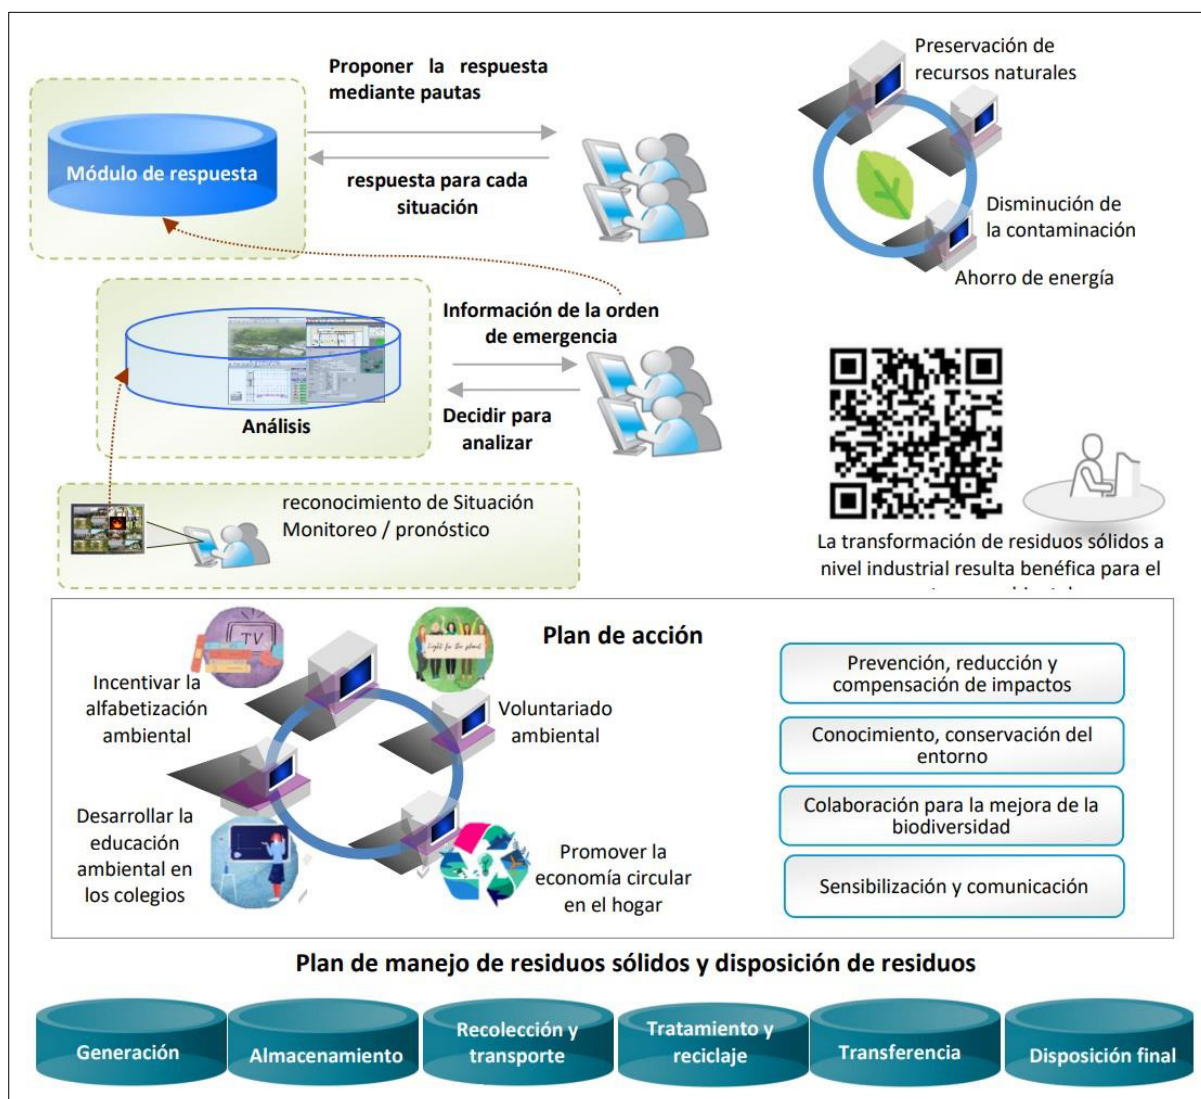 Proponer la respuesta
mediante pautas
Módulo de respuesta
respuesta para cada
situación
Preservación de
recursos naturales
Disminución de
la contaminación
Ahorro de energía
Información de la orden
de emergencia
Análisis
Decidir para
analizar
reconocimiento de Situación
Monitoreo / pronóstico
La transformación de residuos sólidos a
nivel industrial resulta benéfica para el
Plan de acción
TV
Light for the planet
Incentivar la
alfabetización
ambiental
Voluntariado
ambiental
Desarrollar la
educación
ambiental en
los colegios
Promover la
economía circular
en el hogar
Prevención, reducción y
compensación de impactos
Conocimiento, conservación del
entorno
Colaboración para la mejora de la
biodiversidad
Sensibilización y comunicación
Plan de manejo de residuos sólidos y disposición de residuos
Generación
Almacenamiento
Recolección y
transporte
Tratamiento y
reciclaje
Transferencia
Disposición final